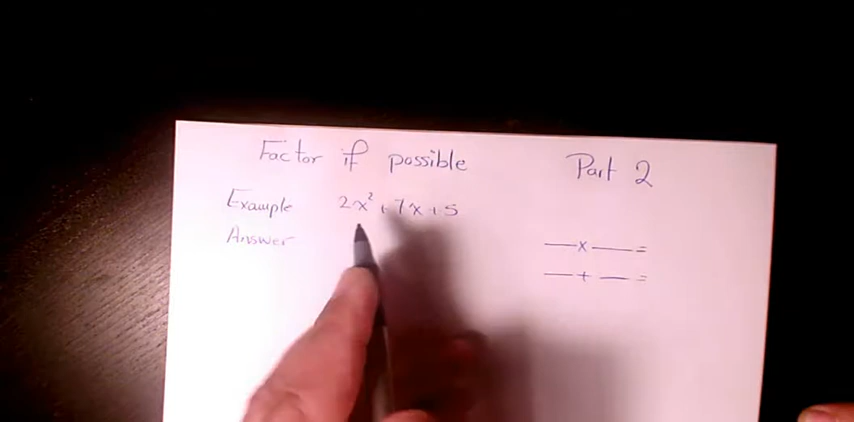 Factor if possible
Part 2
Example 2x² + 7x + 5
Answer
— x — =
— + — =